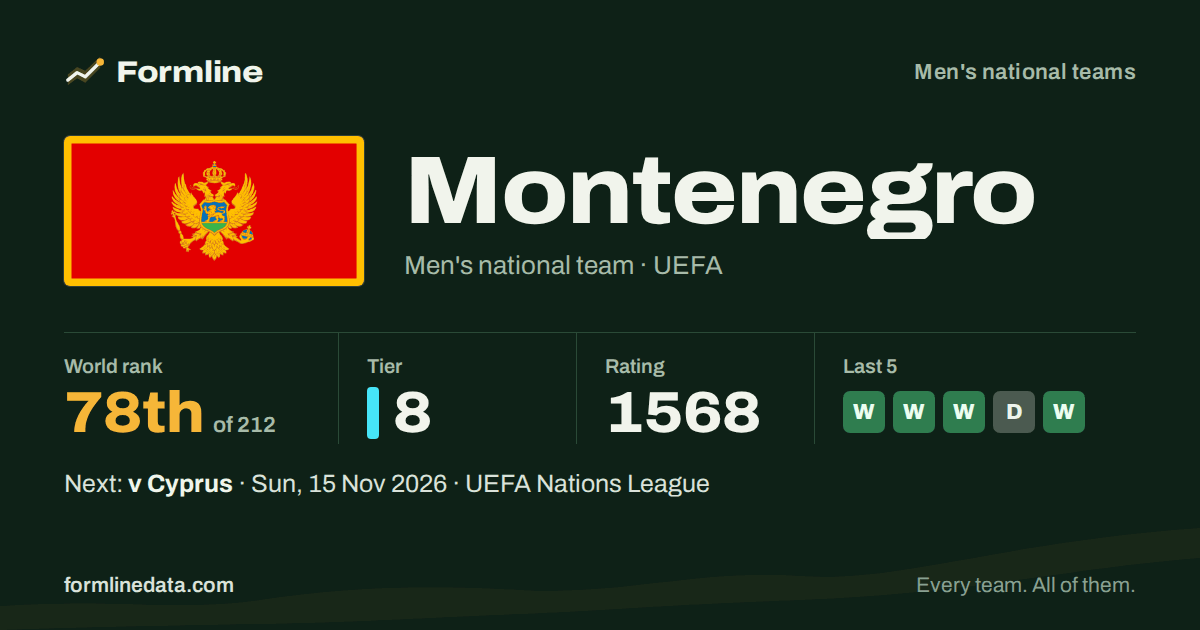 Formline
Men's national teams
Montenegro
Men's national team · UEFA
World rank
78th of 212
Tier
8
Rating
1568
Last 5
W W W D W
Next: v Cyprus · Sun, 15 Nov 2026 · UEFA Nations League
formlinedata.com
Every team. All of them.